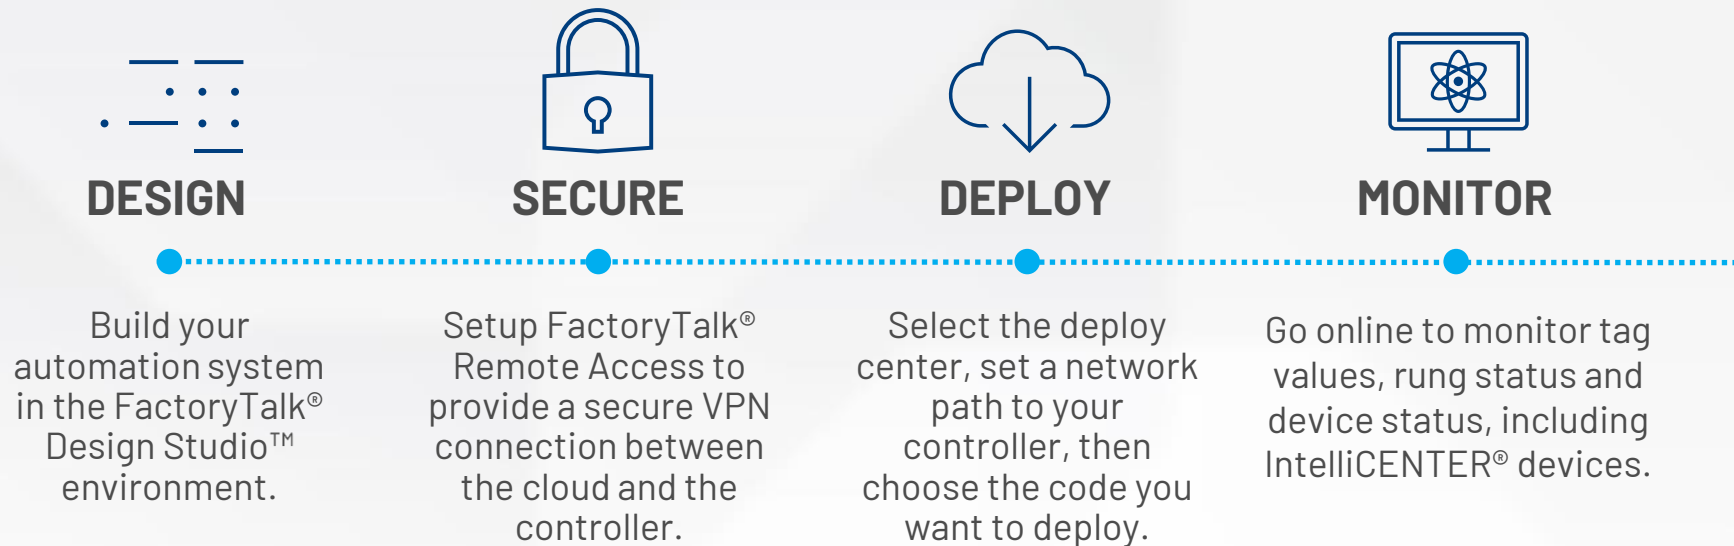 DESIGN
Build your
automation system
in the FactoryTalk®
Design Studio™
environment.
SECURE
Setup FactoryTalk®
Remote Access to
provide a secure VPN
connection between
the cloud and the
controller.
DEPLOY
Select the deploy
center, set a network
path to your
controller, then
choose the code you
want to deploy.
MONITOR
Go online to monitor tag
values, rung status and
device status, including
IntelliCENTER® devices.